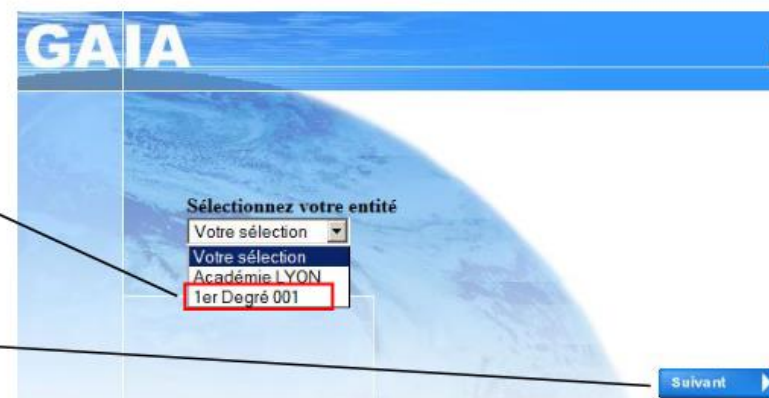 GAIA
Sélectionnez votre entité
Votre sélection
Votre sélection
Académie LYON
1er Degré 001
Suivant